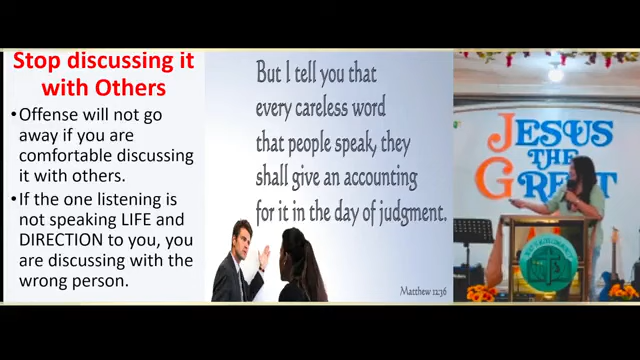 Stop discussing it
with Others
•Offense will not go
away if you are
comfortable discussing
it with others.
•If the one listening is
not speaking LIFE and
DIRECTION to you, you
are discussing with the
wrong person.
But I tell you that
every careless word
that people speak, they
shall give an accounting
for it in the day of judgment.
Matthew 12:36
JESUS
THE
GREAT